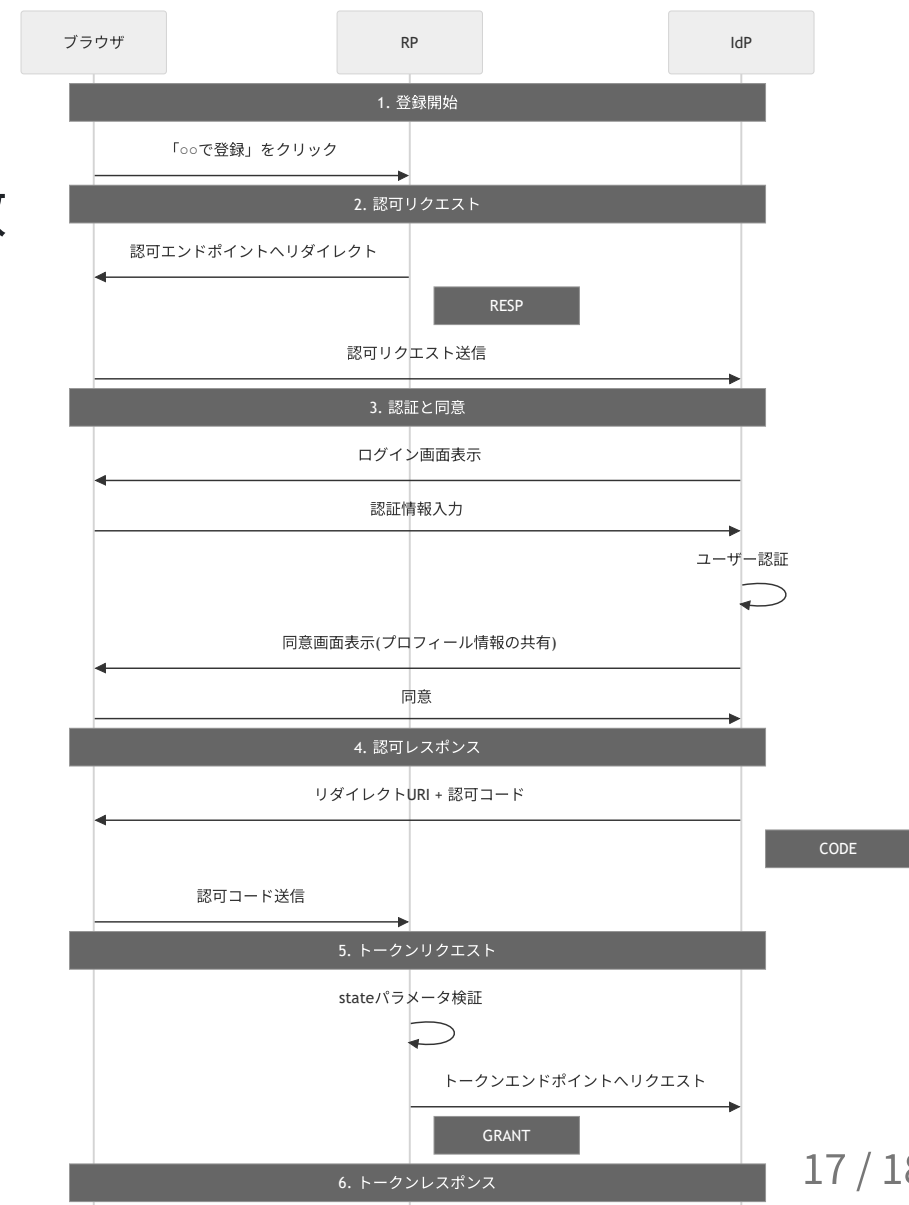 ブラウザ
RP
IdP
1. 登録開始
「○○で登録」をクリック
2. 認可リクエスト
認可エンドポイントへリダイレクト
RESP
認可リクエスト送信
3. 認証と同意
ログイン画面表示
認証情報入力
ユーザー認証
同意画面表示(プロフィール情報の共有)
同意
4. 認可レスポンス
リダイレクトURI + 認可コード
CODE
認可コード送信
5. トークンリクエスト
stateパラメータ検証
トークンエンドポイントへリクエスト
GRANT
6. トークンレスポンス
17 / 18